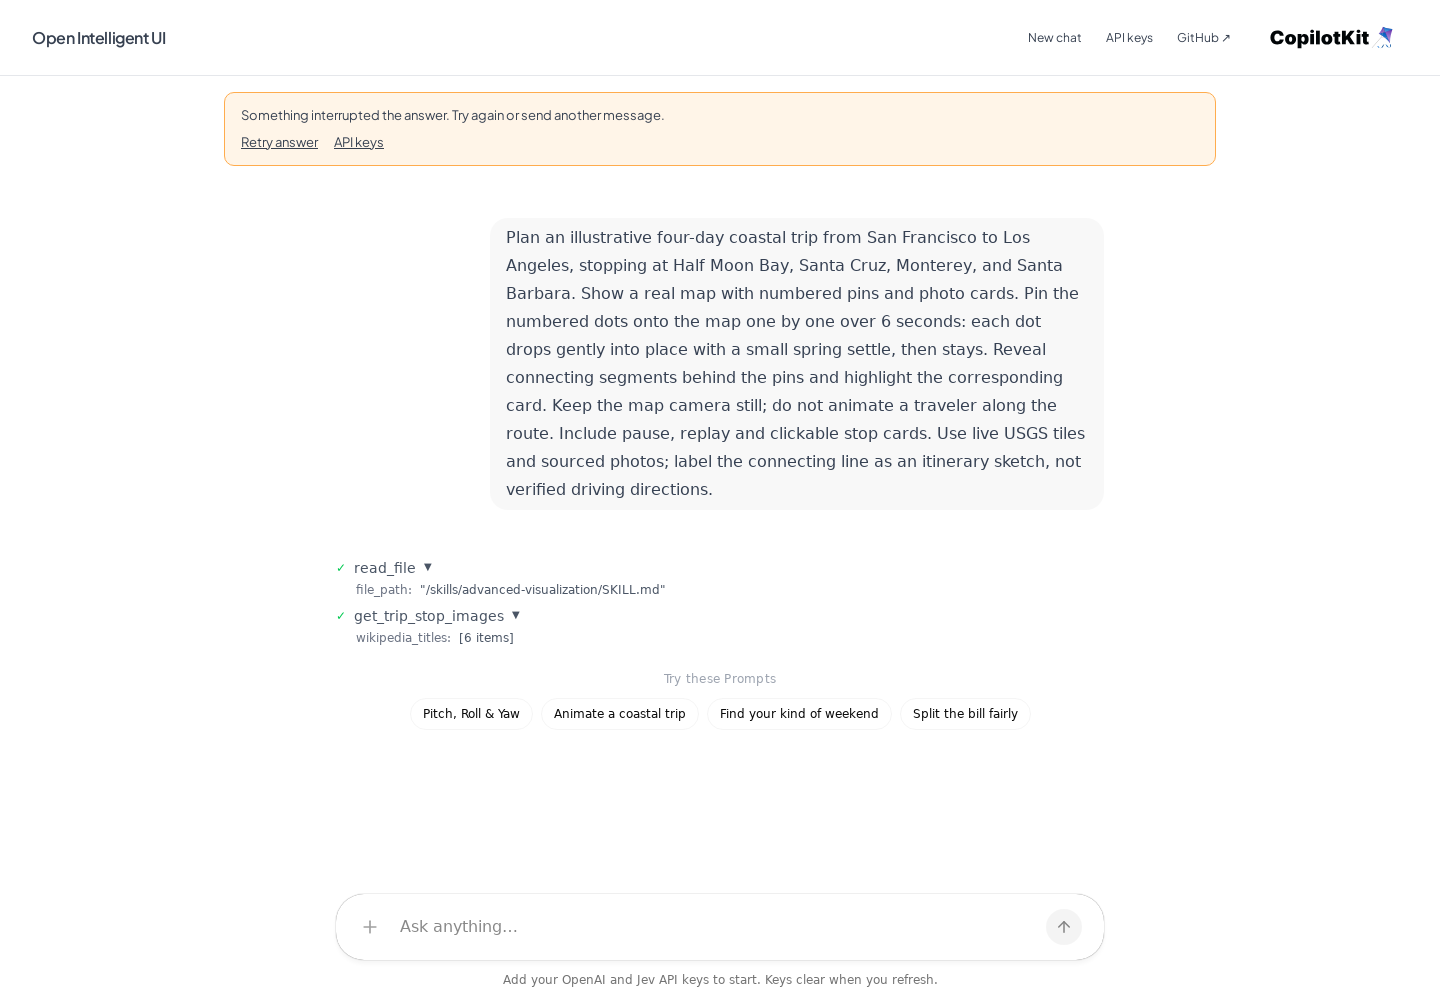 Open Intelligent UI
New chat
API keys
GitHub ↗
CopilotKit
Something interrupted the answer. Try again or send another message.
Retry answer
API keys
Plan an illustrative four-day coastal trip from San Francisco to Los
Angeles, stopping at Half Moon Bay, Santa Cruz, Monterey, and Santa
Barbara. Show a real map with numbered pins and photo cards. Pin the
numbered dots onto the map one by one over 6 seconds: each dot
drops gently into place with a small spring settle, then stays. Reveal
connecting segments behind the pins and highlight the corresponding
card. Keep the map camera still; do not animate a traveler along the
route. Include pause, replay and clickable stop cards. Use live USGS tiles
and sourced photos; label the connecting line as an itinerary sketch, not
verified driving directions.
✓ read_file ▼
file_path: "/skills/advanced-visualization/SKILL.md"
✓ get_trip_stop_images ▼
wikipedia_titles: [6 items]
Try these Prompts
Pitch, Roll & Yaw
Animate a coastal trip
Find your kind of weekend
Split the bill fairly
Ask anything...
Add your OpenAI and Jev API keys to start. Keys clear when you refresh.